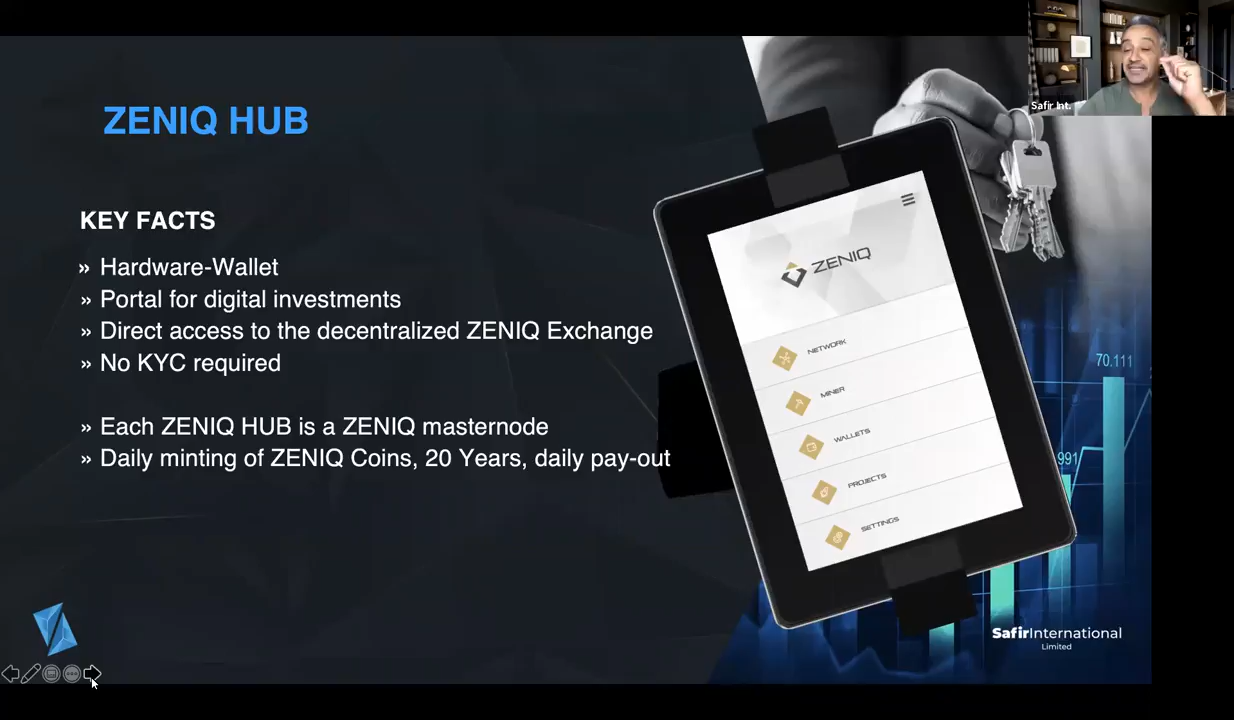 Safir Int.
ZENIQ HUB
KEY FACTS
» Hardware-Wallet
» Portal for digital investments
» Direct access to the decentralized ZENIQ Exchange
» No KYC required
» Each ZENIQ HUB is a ZENIQ masternode
» Daily minting of ZENIQ Coins, 20 Years, daily pay-out
ZENIQ
NETWORK
MINER
WALLETS
PROJECTS
SETTINGS
70.111
991
SafirInternational
Limited